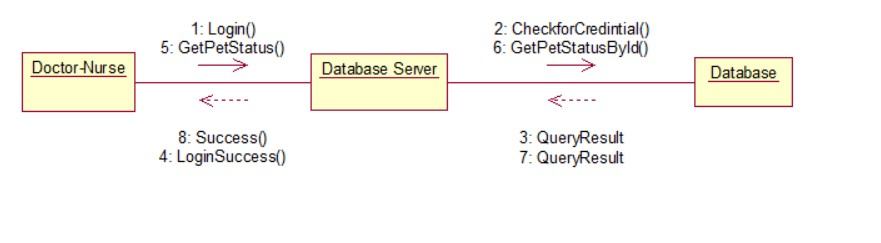 1: Login()
5: GetPetStatus()
2: CheckforCredintial()
6: GetPetStatusById()
Doctor-Nurse
Database Server
Database
8: Success()
4: LoginSuccess()
3: QueryResult
7: QueryResult